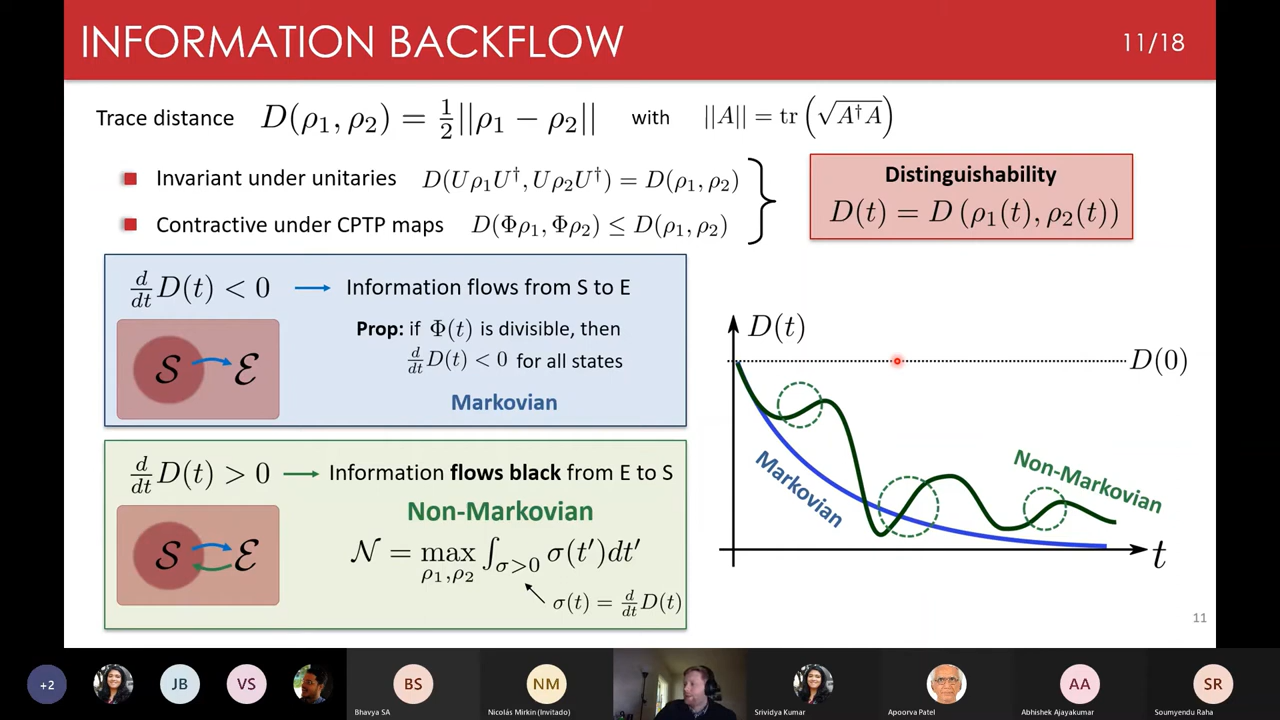 INFORMATION BACKFLOW
11/18
Trace distance D(ρ₁, ρ₂) = ½||ρ₁ − ρ₂|| with ||A|| = tr(√A†A)
Invariant under unitaries D(Uρ₁U†, Uρ₂U†) = D(ρ₁, ρ₂)
Contractive under CPTP maps D(Φρ₁, Φρ₂) ≤ D(ρ₁, ρ₂)
Distinguishability
D(t) = D (ρ₁(t), ρ₂(t))
d/dt D(t) < 0 → Information flows from S to E
Prop: if Φ(t) is divisible, then
d/dt D(t) < 0 for all states
Markovian
S ℰ
d/dt D(t) > 0 → Information flows black from E to S
Non-Markovian
S ℰ
𝒩 = max ∫σ>0 σ(t′)dt′
ρ₁,ρ₂
σ(t) = d/dt D(t)
D(t)
D(0)
Markovian
Non-Markovian
t
11
+2
JB
VS
BS
NM
AA
SR
Bhavya SA
Nicolás Mirkin (Invitado)
Srividya Kumar
Apoorva Patel
Abhishek Ajayakumar
Soumyendu Raha